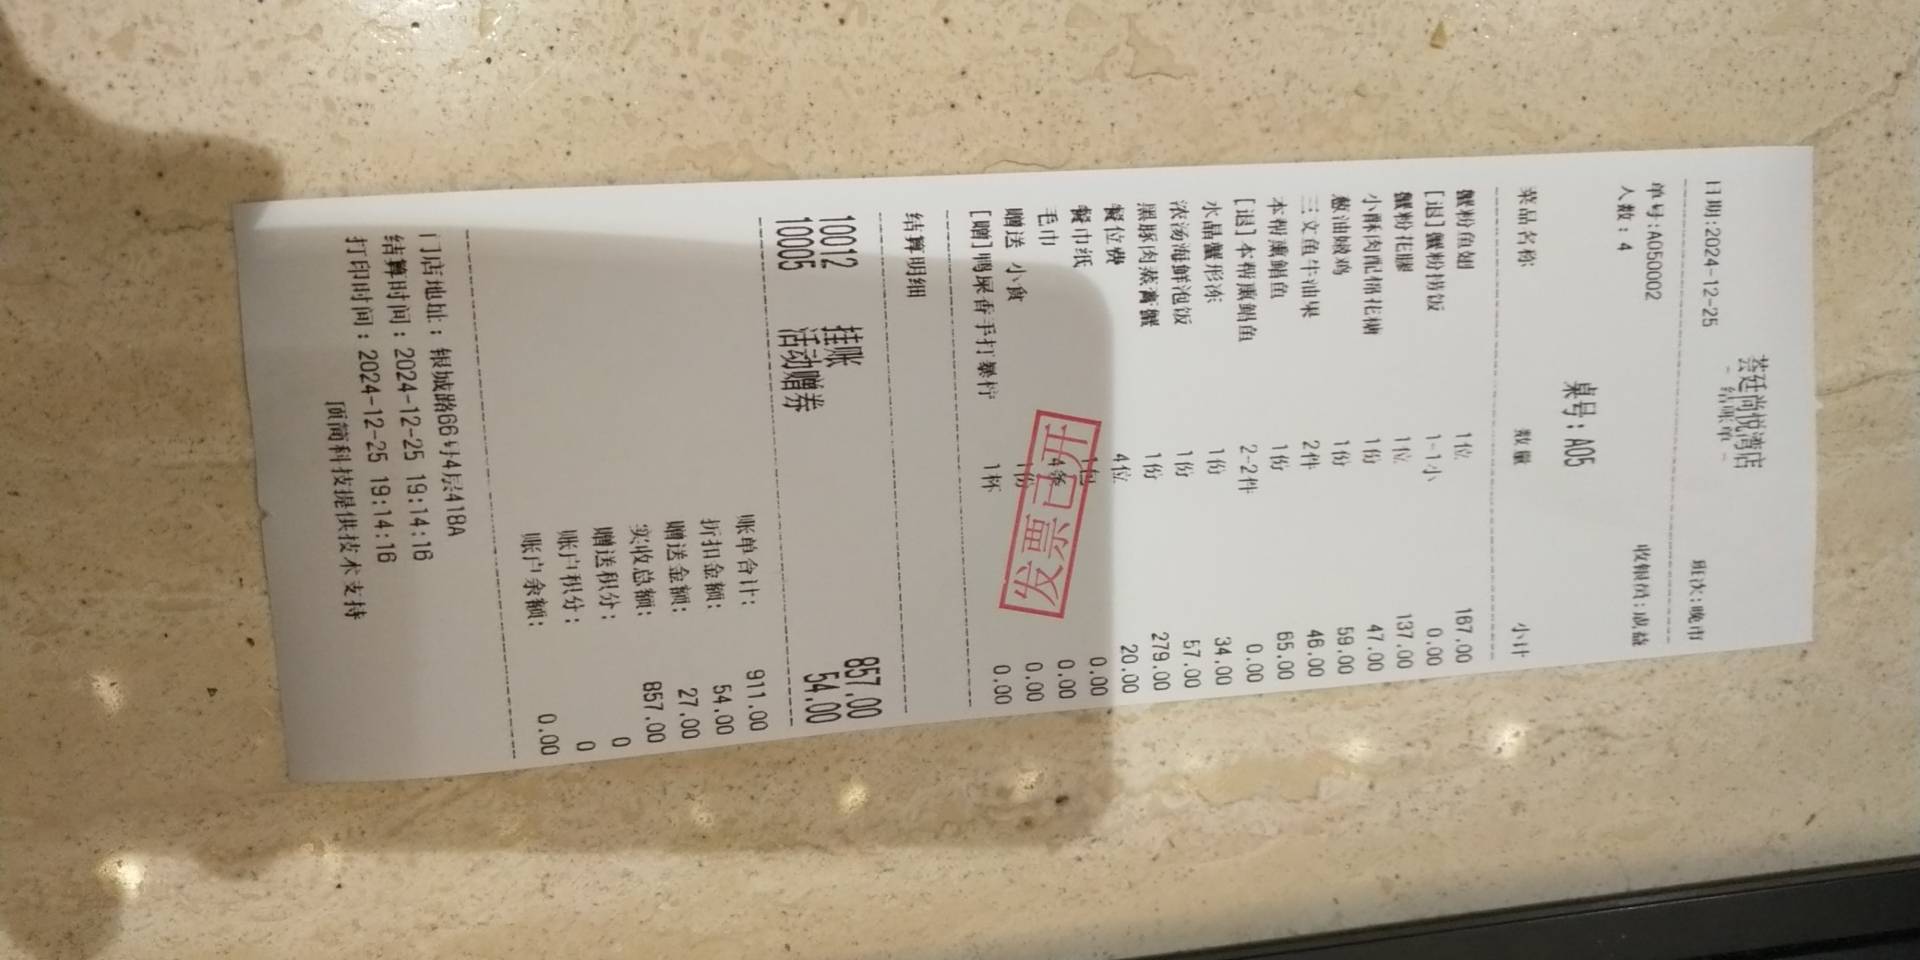 荟廷尚悦湾店
- 结账单 -
日期:2024-12-25 班次:晚市
单号:A050002 收银员:成益
人数：4
桌号：A05
菜品名称 数量 小计
蟹粉鱼翅 1位 167.00
[退]蟹粉捞饭 1-1小 0.00
蟹粉花胶 1位 137.00
小酥肉配棉花糖 1份 47.00
葱油嫩鸡 1份 59.00
三文鱼牛油果 2件 46.00
本帮熏鲳鱼 1份 65.00
[退]本帮熏鲳鱼 2-2件 0.00
水晶蟹形冻 1份 34.00
浓汤海鲜泡饭 1份 57.00
黑豚肉蒸膏蟹 1份 279.00
餐位费 4位 20.00
餐巾纸 1包 0.00
毛巾 4条 0.00
赠送 小食 1份 0.00
[赠]鸭屎香手打暴柠 1杯 0.00
发票已开
结算明细
10012 挂账 857.00
10005 活动赠券 54.00
账单合计: 911.00
折扣金额: 54.00
赠送金额: 27.00
实收总额: 857.00
赠送积分: 0
账户积分: 0
账户余额: 0.00
门店地址：银城路66号4层418A
结算时间：2024-12-25 19:14:16
打印时间：2024-12-25 19:14:16
顶简科技提供技术支持